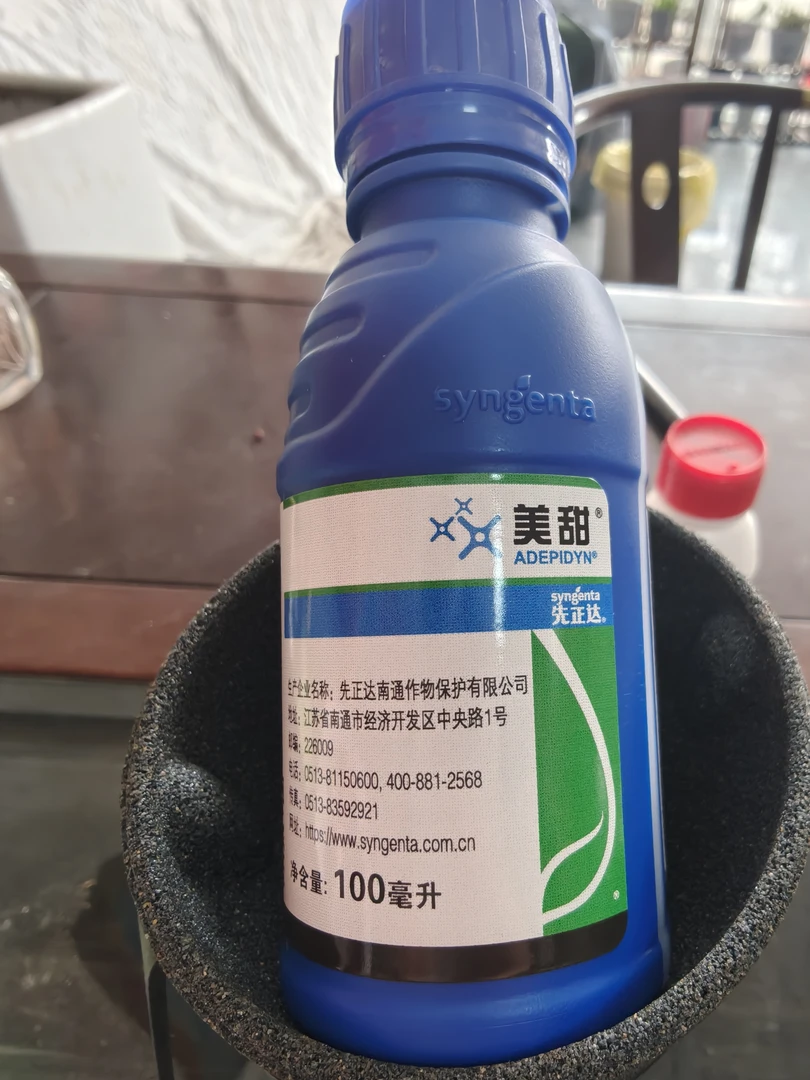 syngenta
美甜®
ADEPIDYN®
syngenta
先正达®
生产企业名称：先正达南通作物保护有限公司
地址：江苏省南通市经济开发区中央路1号
邮编：226009
电话：0513-81150600, 400-881-2568
传真：0513-83592921
网址：https://www.syngenta.com.cn
净含量：100毫升
®